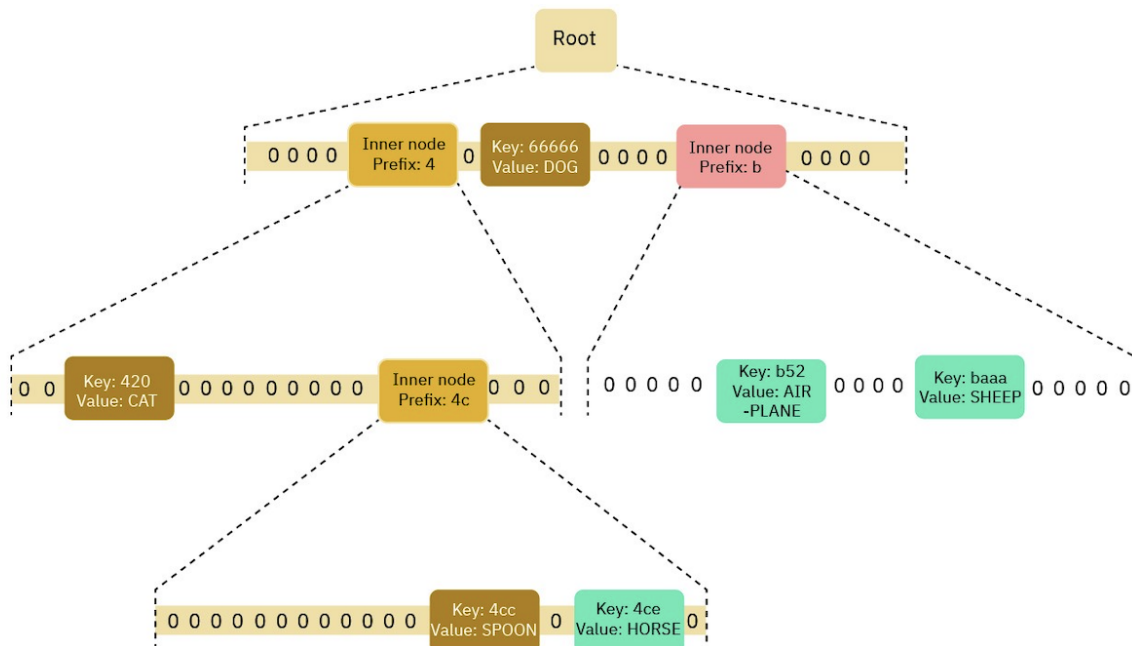 Root
0 0 0 0
Inner node
Prefix: 4
0
Key: 66666
Value: DOG
0 0 0 0
Inner node
Prefix: b
0 0 0 0
0 0
Key: 420
Value: CAT
0 0 0 0 0 0 0 0 0
Inner node
Prefix: 4c
0 0 0
0 0 0 0 0
Key: b52
Value: AIR
-PLANE
0 0 0 0
Key: baaa
Value: SHEEP
0 0 0 0 0
0 0 0 0 0 0 0 0 0 0 0 0
Key: 4cc
Value: SPOON
0
Key: 4ce
Value: HORSE
0